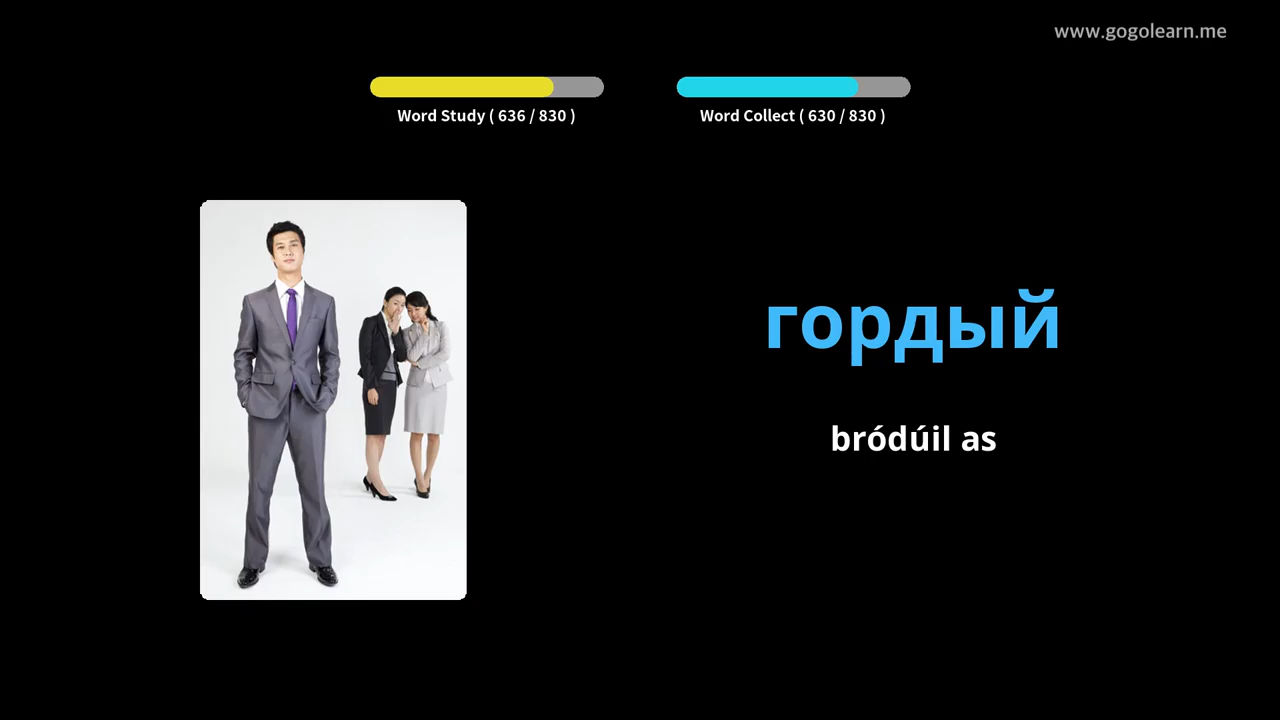 www.gogolearn.me
Word Study ( 636 / 830 )
Word Collect ( 630 / 830 )
гордый
bródúil as